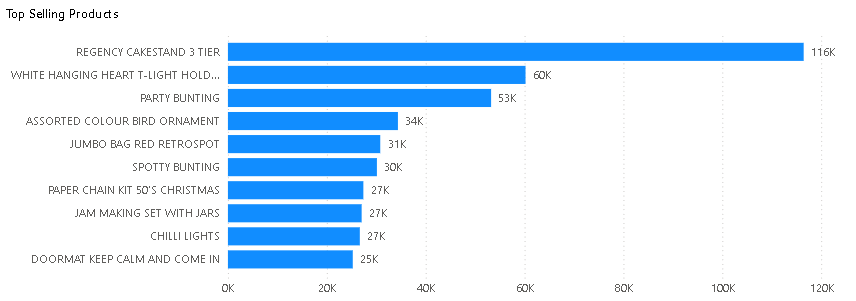 Top Selling Products
REGENCY CAKESTAND 3 TIER 116K
WHITE HANGING HEART T-LIGHT HOLD... 60K
PARTY BUNTING 53K
ASSORTED COLOUR BIRD ORNAMENT 34K
JUMBO BAG RED RETROSPOT 31K
SPOTTY BUNTING 30K
PAPER CHAIN KIT 50'S CHRISTMAS 27K
JAM MAKING SET WITH JARS 27K
CHILLI LIGHTS 27K
DOORMAT KEEP CALM AND COME IN 25K
0K 20K 40K 60K 80K 100K 120K